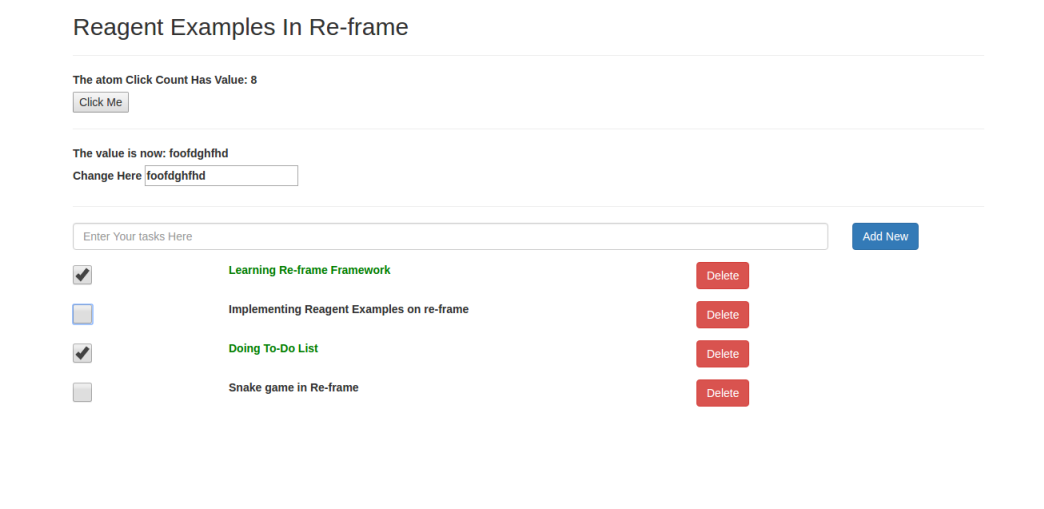 Reagent Examples In Re-frame
The atom Click Count Has Value: 8
Click Me
The value is now: foofdghfhd
Change Here foofdghfhd
Enter Your tasks Here Add New
Learning Re-frame Framework Delete
Implementing Reagent Examples on re-frame Delete
Doing To-Do List Delete
Snake game in Re-frame Delete